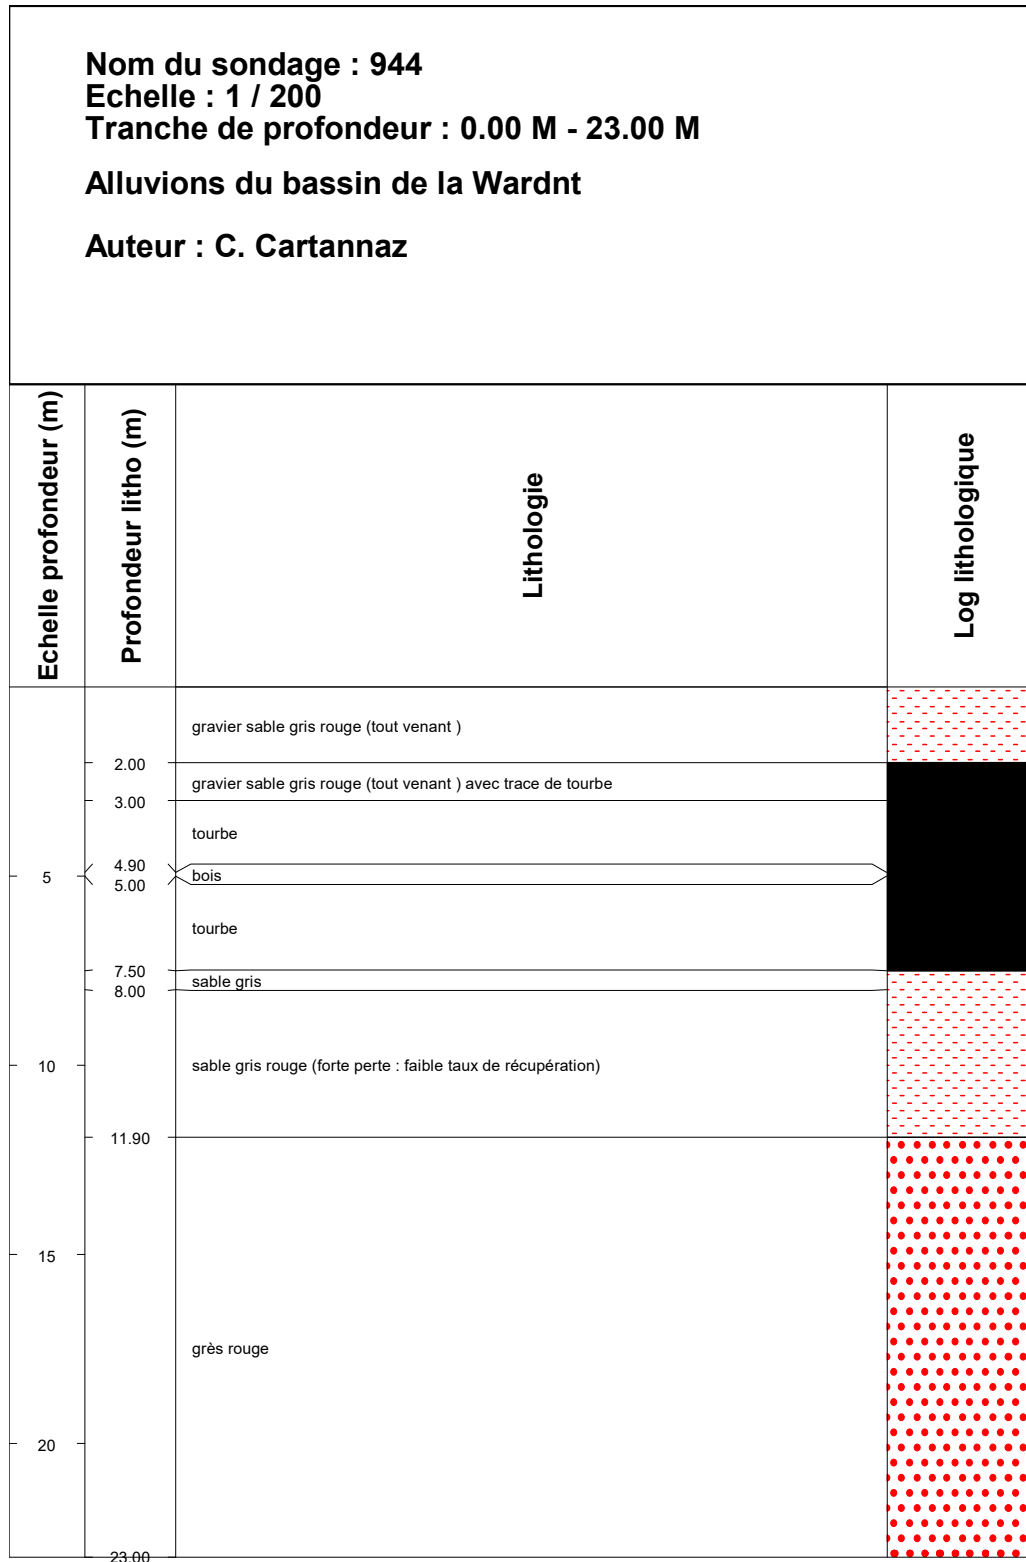 Nom du sondage : 944
Echelle : 1 / 200
Tranche de profondeur : 0.00 M - 23.00 M
Alluvions du bassin de la Wardnt
Auteur : C. Cartannaz
Echelle profondeur (m)
Profondeur litho (m)
Lithologie
Log lithologique
gravier sable gris rouge (tout venant )
2.00
gravier sable gris rouge (tout venant ) avec trace de tourbe
3.00
tourbe
4.90
5
bois
5.00
tourbe
7.50
sable gris
8.00
10
sable gris rouge (forte perte : faible taux de récupération)
11.90
15
grès rouge
20
23.00